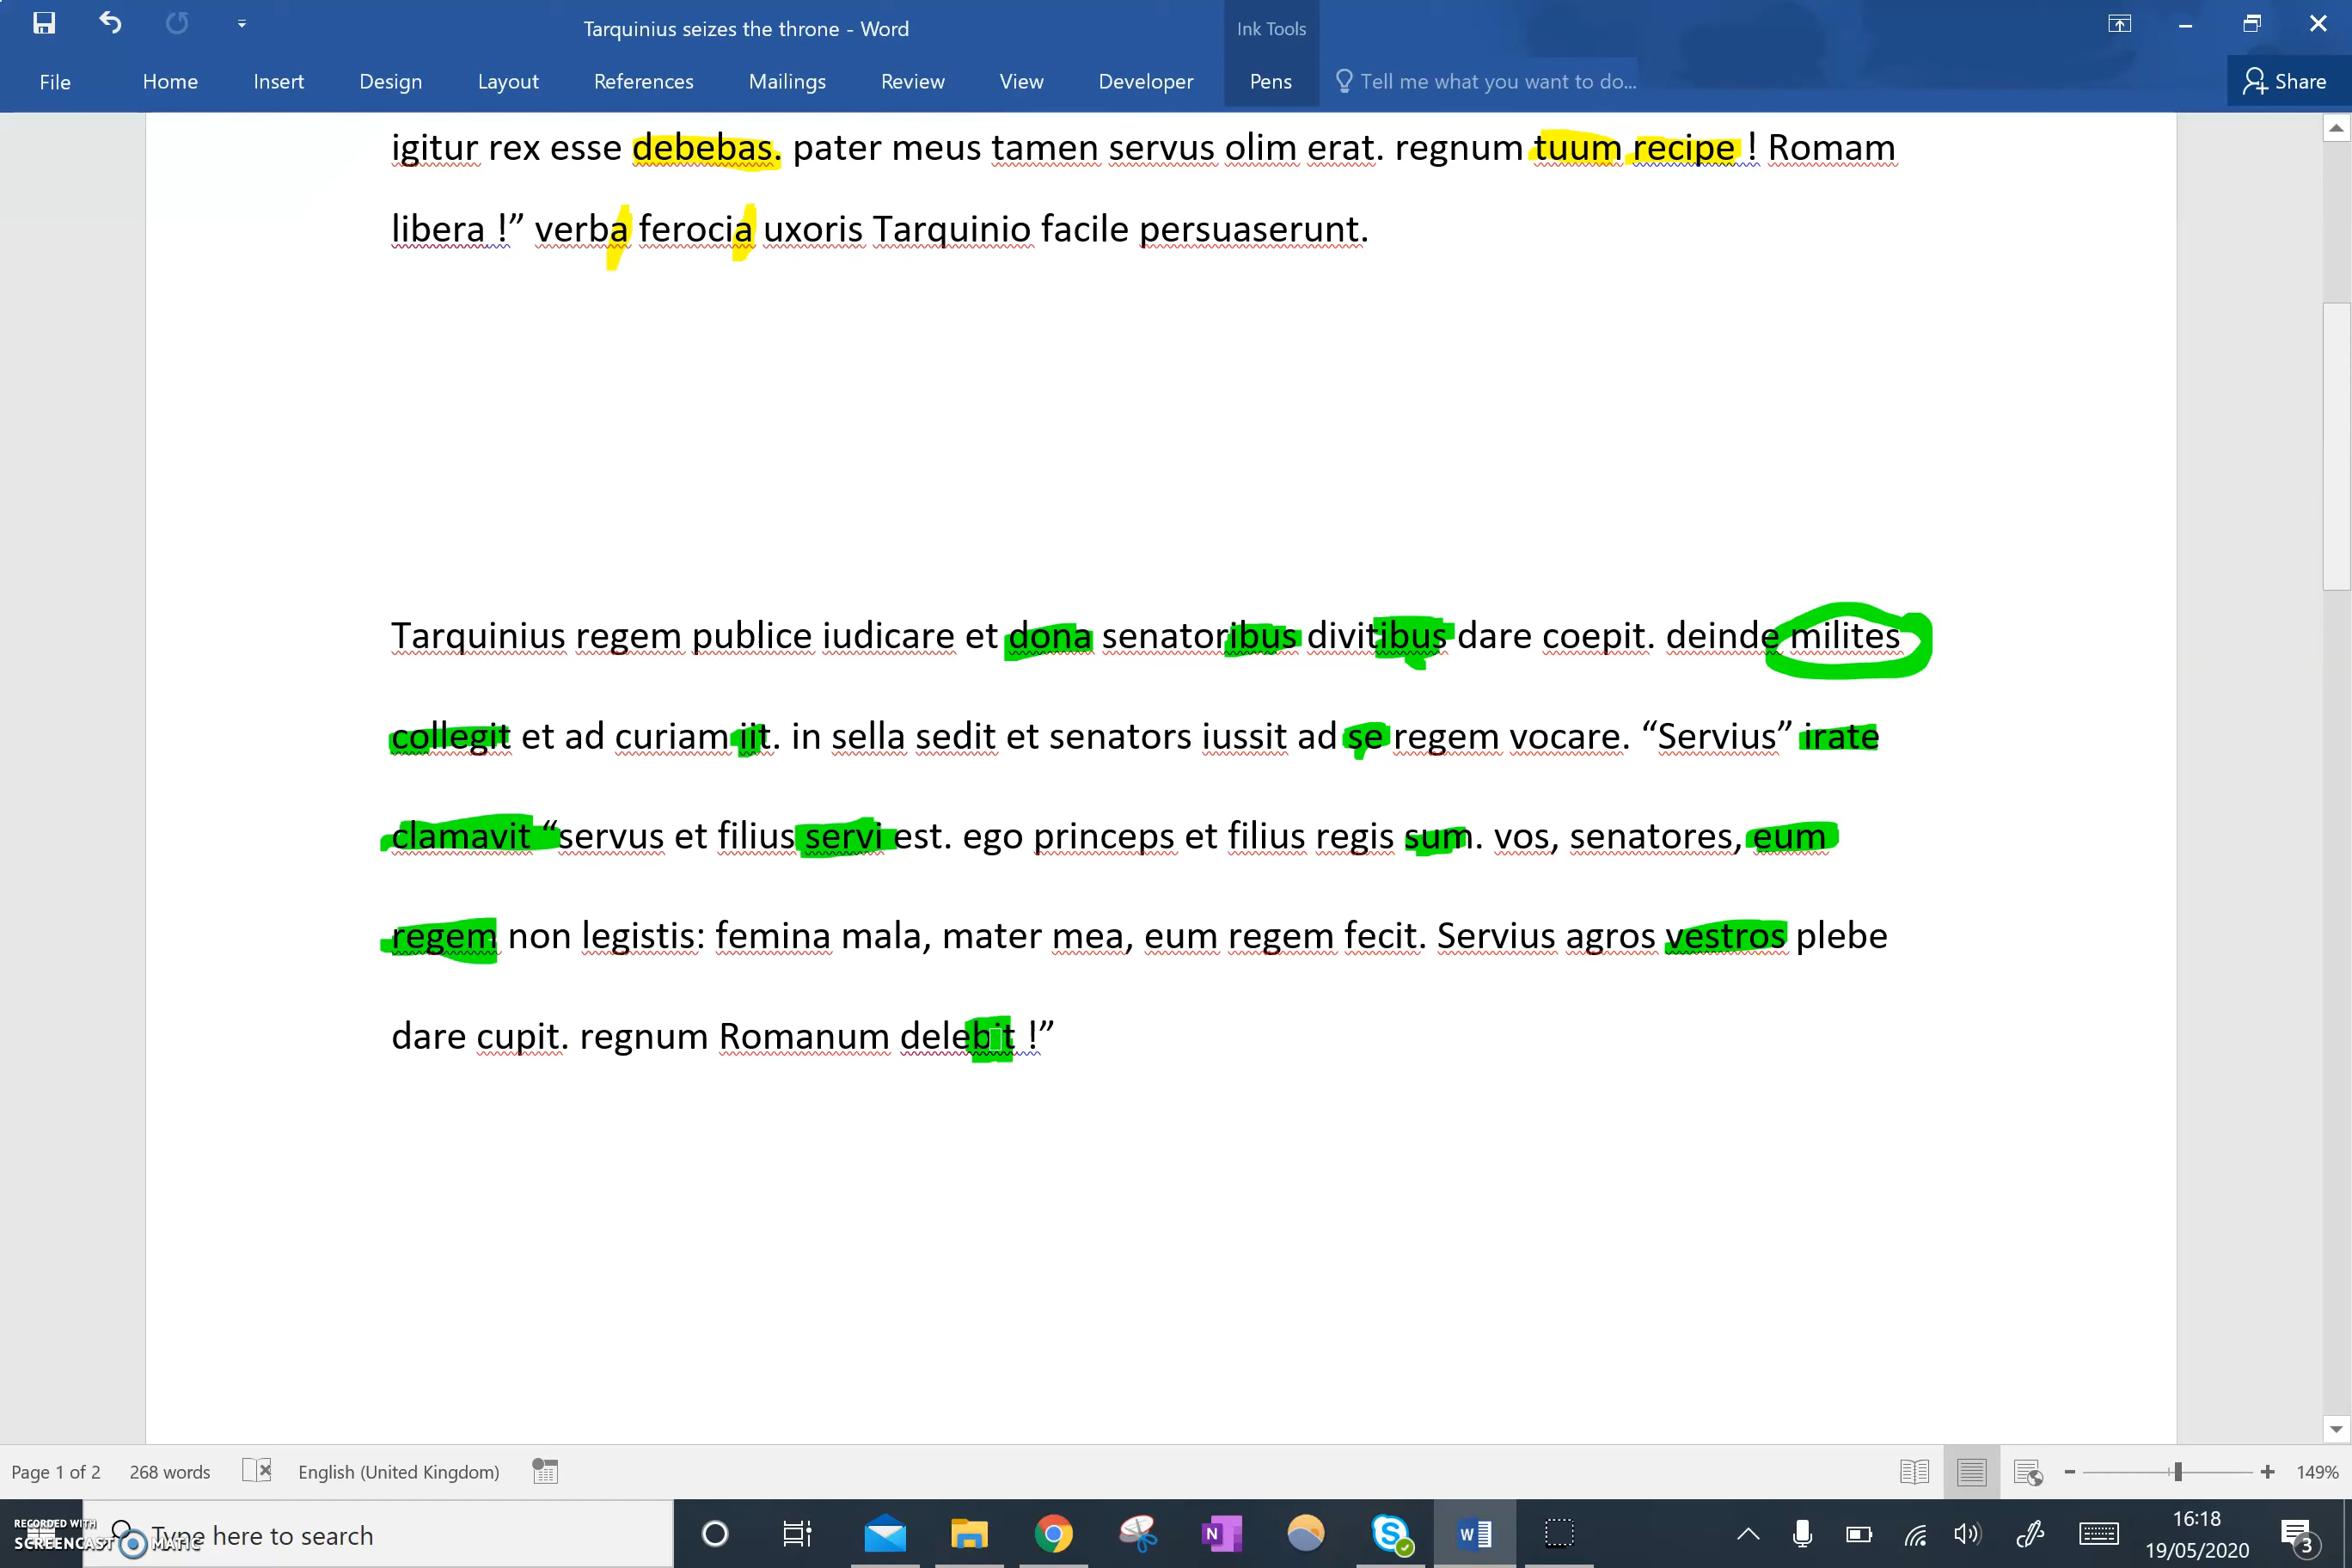 Tarquinius seizes the throne - Word
Ink Tools
File Home Insert Design Layout References Mailings Review View Developer Pens Tell me what you want to do... Share
igitur rex esse debebas. pater meus tamen servus olim erat. regnum tuum recipe ! Romam
libera !” verba ferocia uxoris Tarquinio facile persuaserunt.
Tarquinius regem publice iudicare et dona senatoribus divitibus dare coepit. deinde milites
collegit et ad curiam iit. in sella sedit et senators iussit ad se regem vocare. “Servius” irate
clamavit “servus et filius servi est. ego princeps et filius regis sum. vos, senatores, eum
regem non legistis: femina mala, mater mea, eum regem fecit. Servius agros vestros plebe
dare cupit. regnum Romanum delebit !”
Page 1 of 2 268 words English (United Kingdom) 149%
RECORDED WITH
SCREENCAST MATIC
Type here to search
N
W
16:18
19/05/2020
3